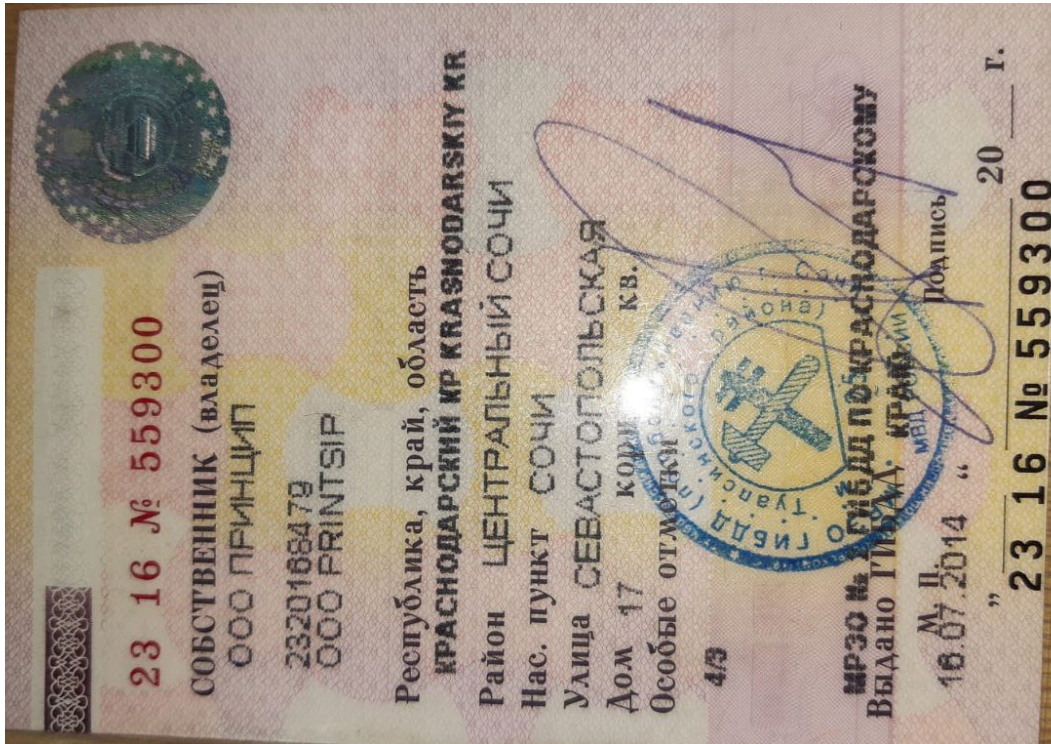 23 16 № 559300
СОБСТВЕННИК (владелец)
ООО ПРИНЦИП
2320168479
ООО PRINTSIP
Республика, край, область
КРАСНОДАРСКИЙ КР KRASNODARSKIY KR
Район ЦЕНТРАЛЬНЫЙ СОЧИ
Нас. пункт СОЧИ
Улица СЕВАСТОПОЛЬСКАЯ
Дом 17 корп. кв.
Особые отметки
4/9
МРЭО № ГИБДД ПО КРАСНОДАРСКОМУ
Выдано ГИБДД КРАЮ
М. П. Подпись
16.07.2014 “ ” 20 г.
23 16 № 559300